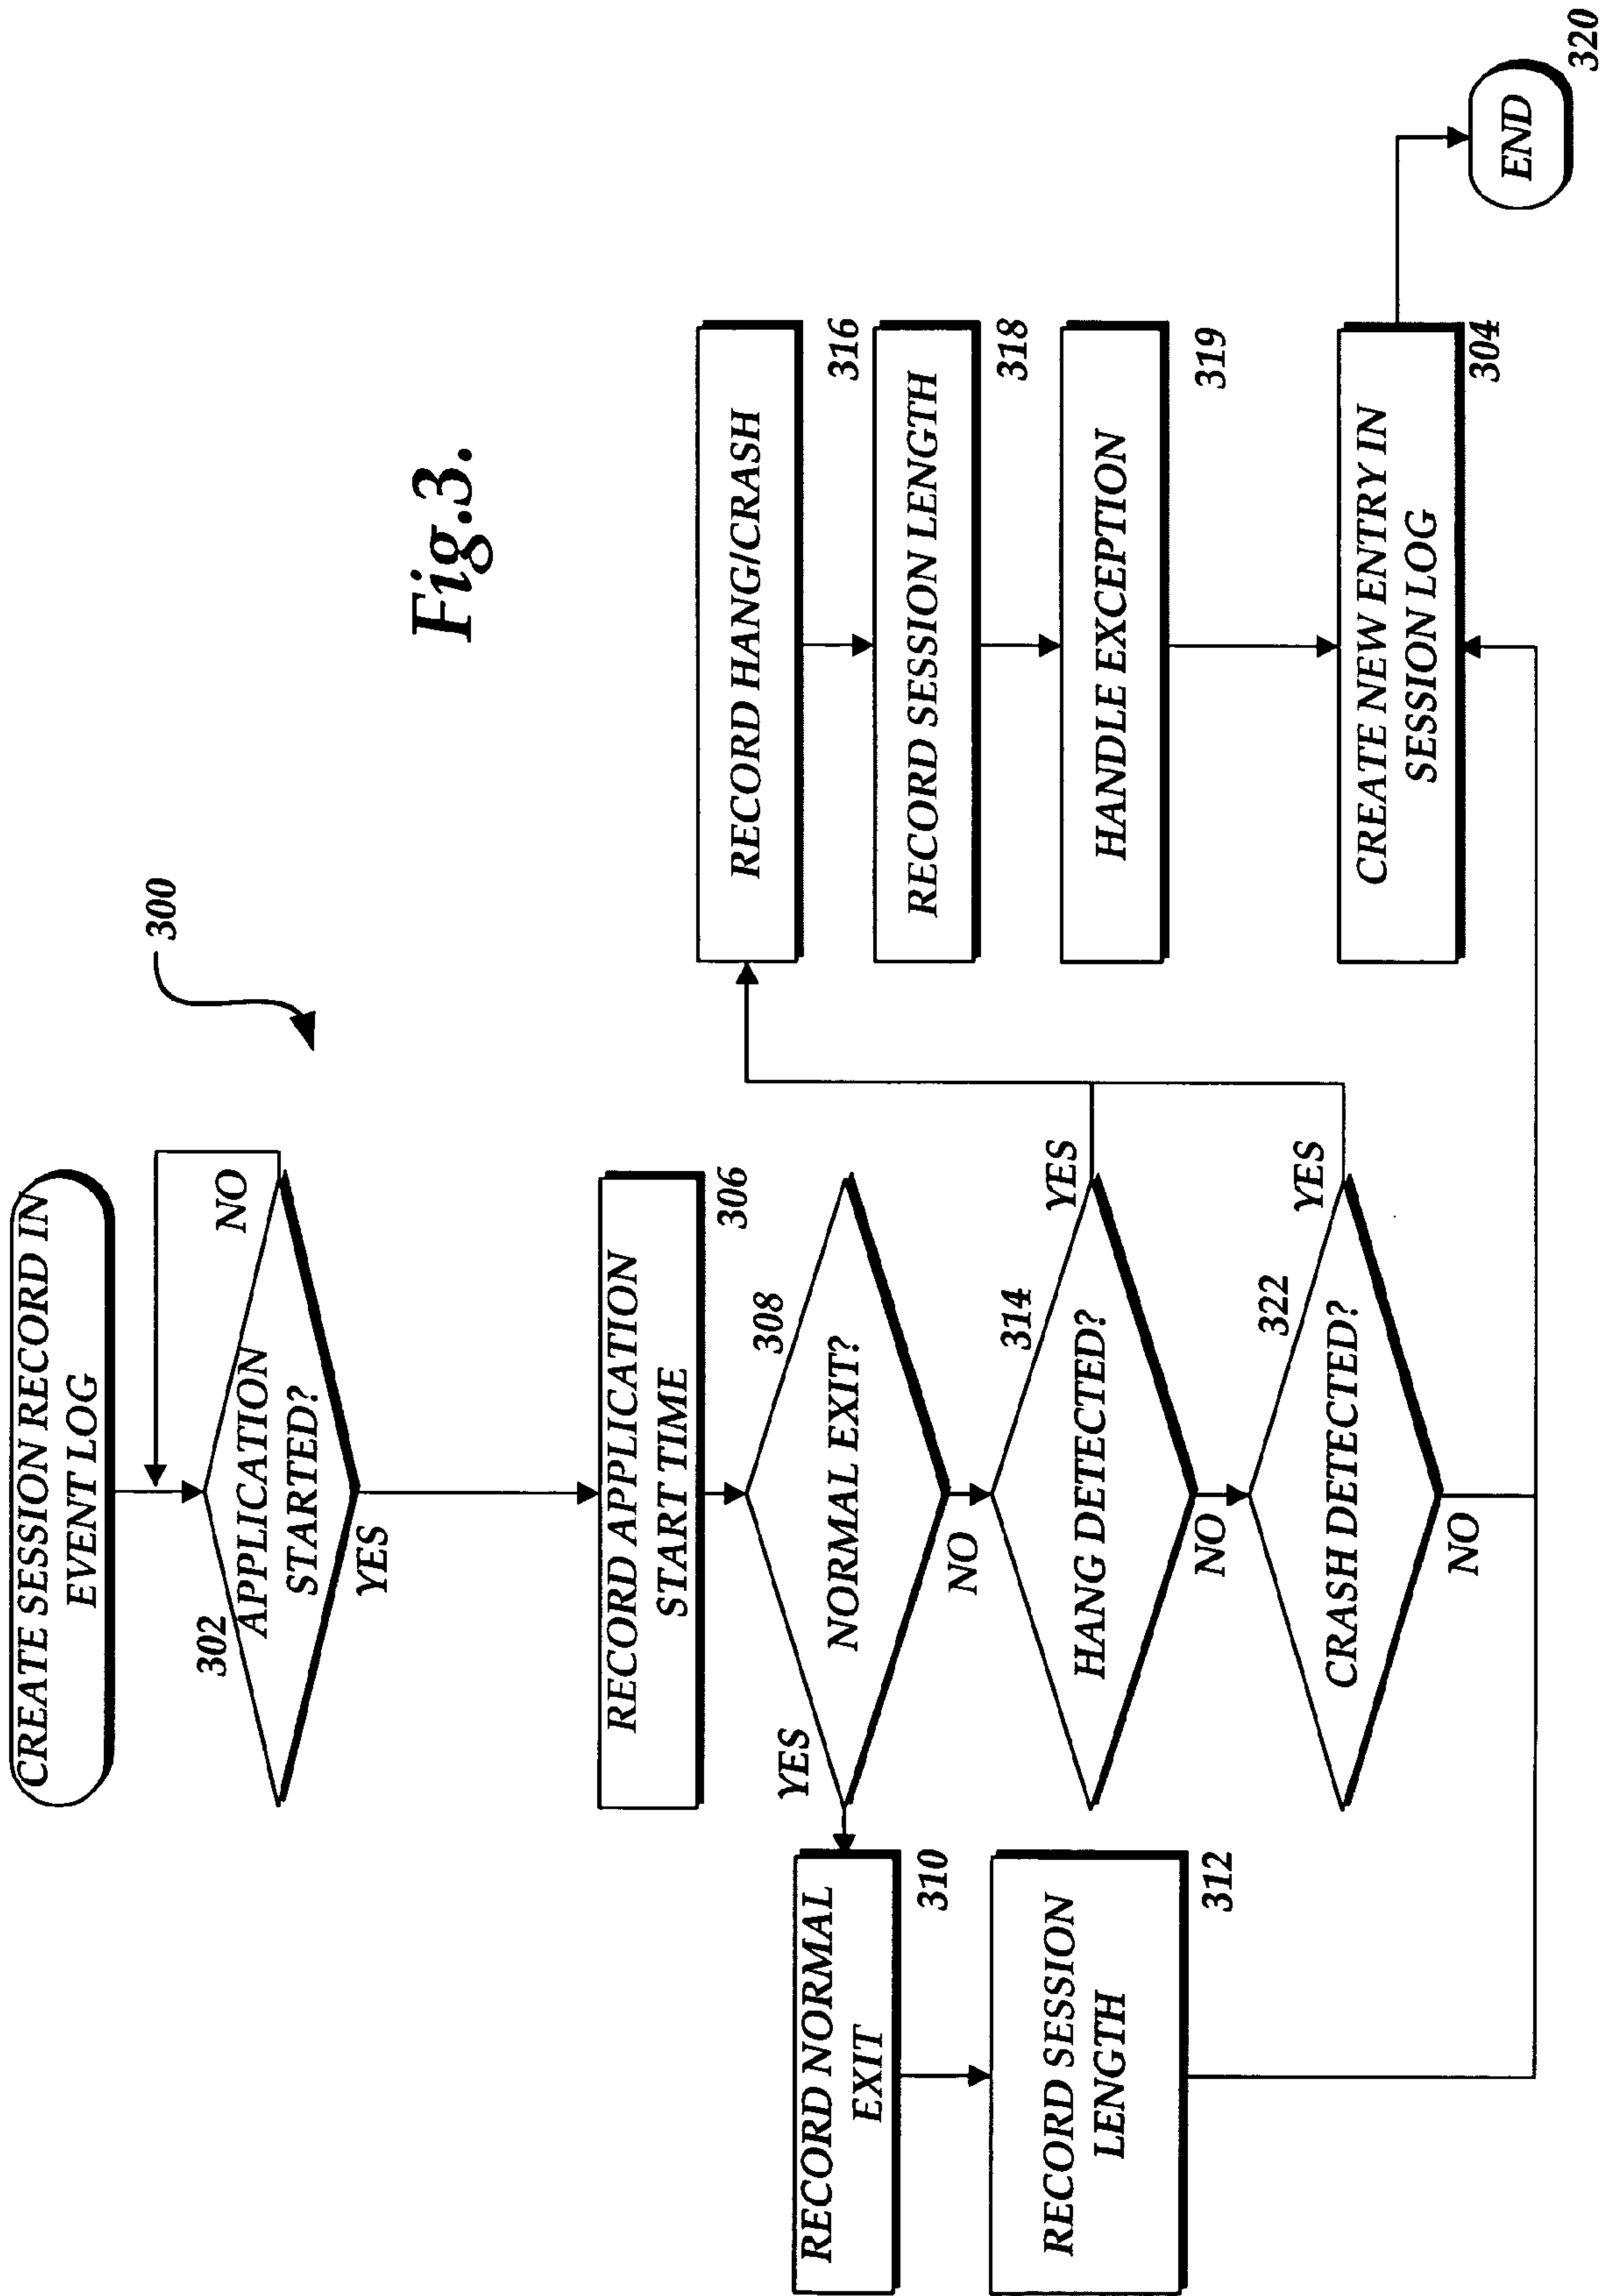 CREATE SESSION RECORD IN
EVENT LOG
300
NO
302
APPLICATION
STARTED?
YES
Fig.3.
RECORD APPLICATION
START TIME
306
308
NORMAL EXIT?
YES
NO
RECORD NORMAL
EXIT
310
RECORD SESSION
LENGTH
312
314
HANG DETECTED?
YES
NO
322
CRASH DETECTED?
YES
NO
RECORD HANG/CRASH
316
RECORD SESSION LENGTH
318
HANDLE EXCEPTION
319
CREATE NEW ENTRY IN
SESSION LOG
304
END
320